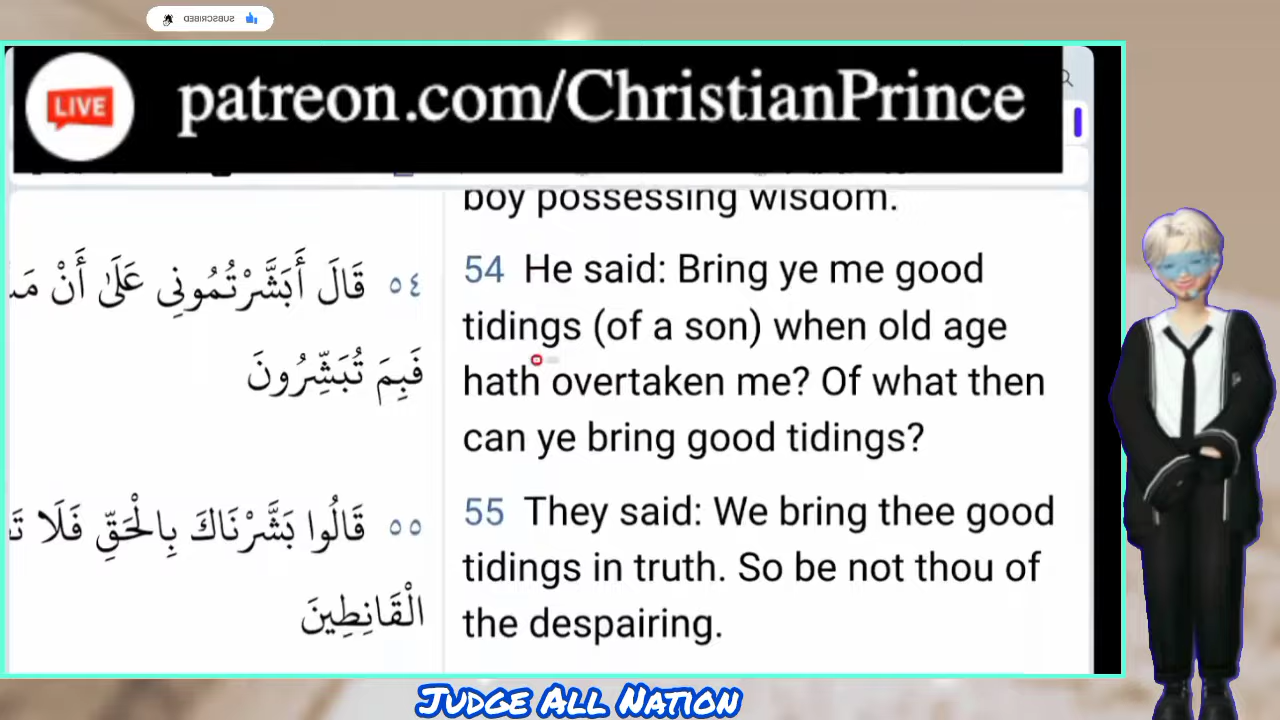 SUBSCRIBED
LIVE
patreon.com/ChristianPrince
boy possessing wisdom.
٥٤ قَالَ أَبَشَّرْتُمُونِي عَلَىٰ أَنْ
فَبِمَ تُبَشِّرُونَ
54 He said: Bring ye me good
tidings (of a son) when old age
hath overtaken me? Of what then
can ye bring good tidings?
٥٥ قَالُوا بَشَّرْنَاكَ بِالْحَقِّ فَلَا
الْقَانِطِينَ
55 They said: We bring thee good
tidings in truth. So be not thou of
the despairing.
Judge All Nation